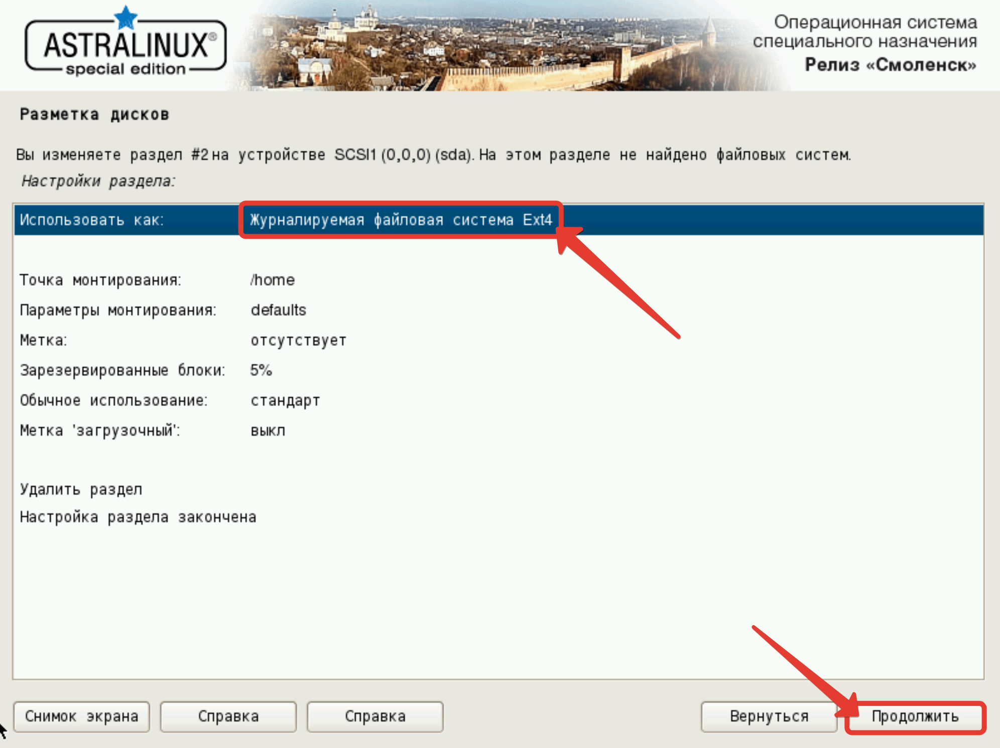 ASTRALINUX®
special edition
Операционная система
специального назначения
Релиз «Смоленск»
Разметка дисков
Вы изменяете раздел #2 на устройстве SCSI1 (0,0,0) (sda). На этом разделе не найдено файловых систем.
Настройки раздела:
Использовать как: Журналируемая файловая система Ext4
Точка монтирования: /home
Параметры монтирования: defaults
Метка: отсутствует
Зарезервированные блоки: 5%
Обычное использование: стандарт
Метка 'загрузочный': выкл
Удалить раздел
Настройка раздела закончена
Снимок экрана Справка Справка Вернуться Продолжить